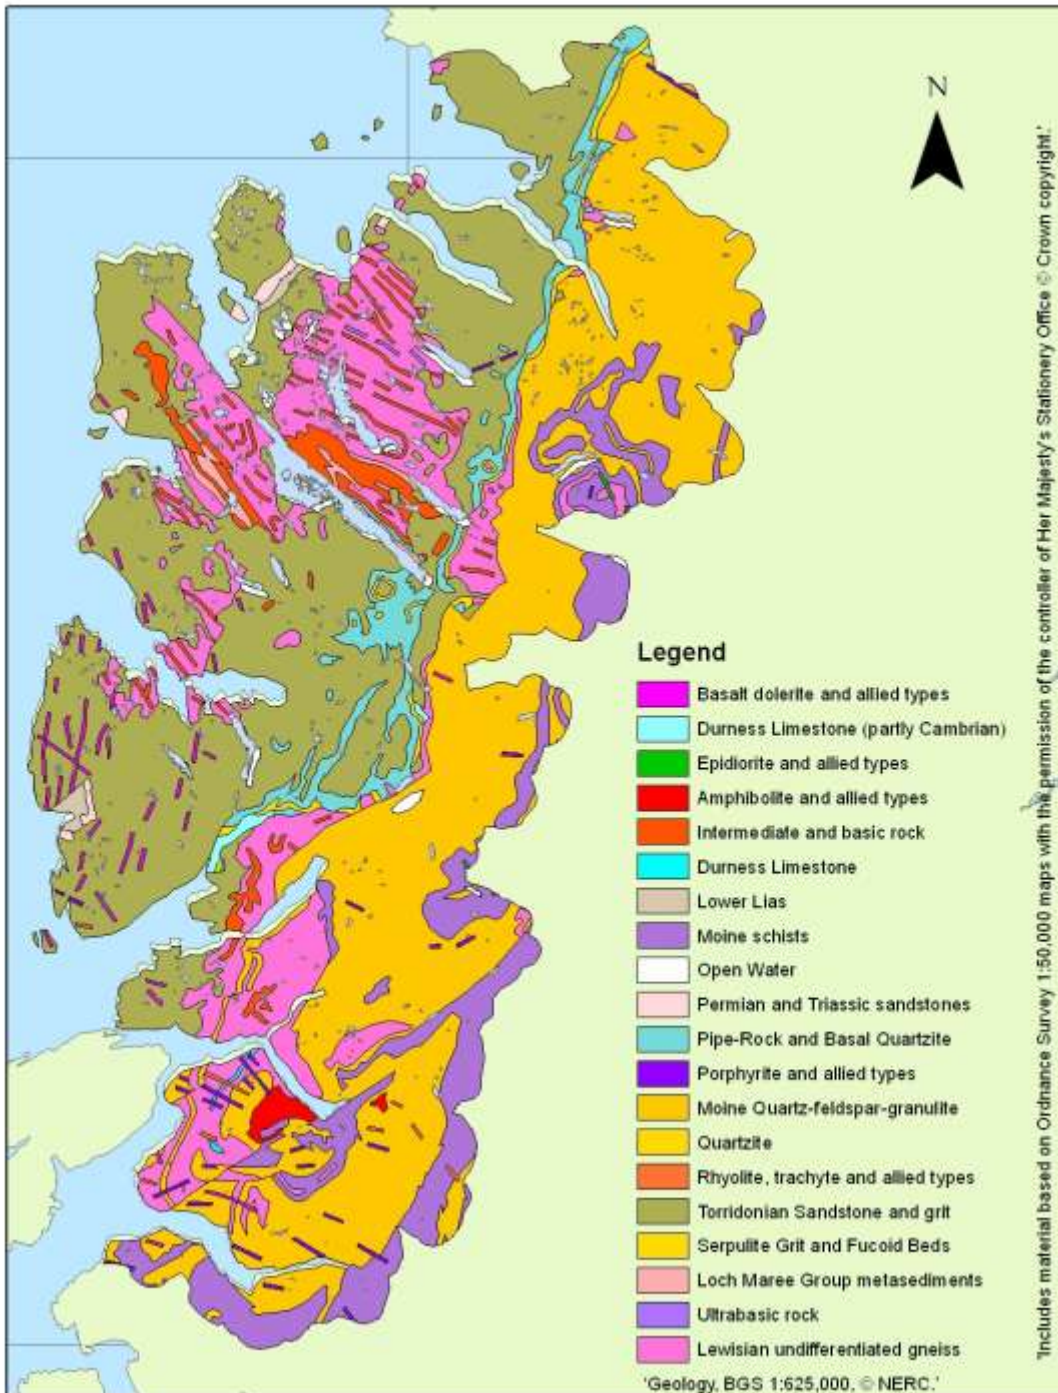 N
Legend
Basalt dolerite and allied types
Durness Limestone (partly Cambrian)
Epidiorite and allied types
Amphibolite and allied types
Intermediate and basic rock
Durness Limestone
Lower Lias
Moine schists
Open Water
Permian and Triassic sandstones
Pipe-Rock and Basal Quartzite
Porphyrite and allied types
Moine Quartz-feldspar-granulite
Quartzite
Rhyolite, trachyte and allied types
Torridonian Sandstone and grit
Serpulite Grit and Fucoid Beds
Loch Maree Group metasediments
Ultrabasic rock
Lewisian undifferentiated gneiss
'Geology, BGS 1:625,000, © NERC.'
'Includes material based on Ordnance Survey 1:50,000 maps with the permission of the controller of Her Majesty's Stationery Office © Crown copyright.'